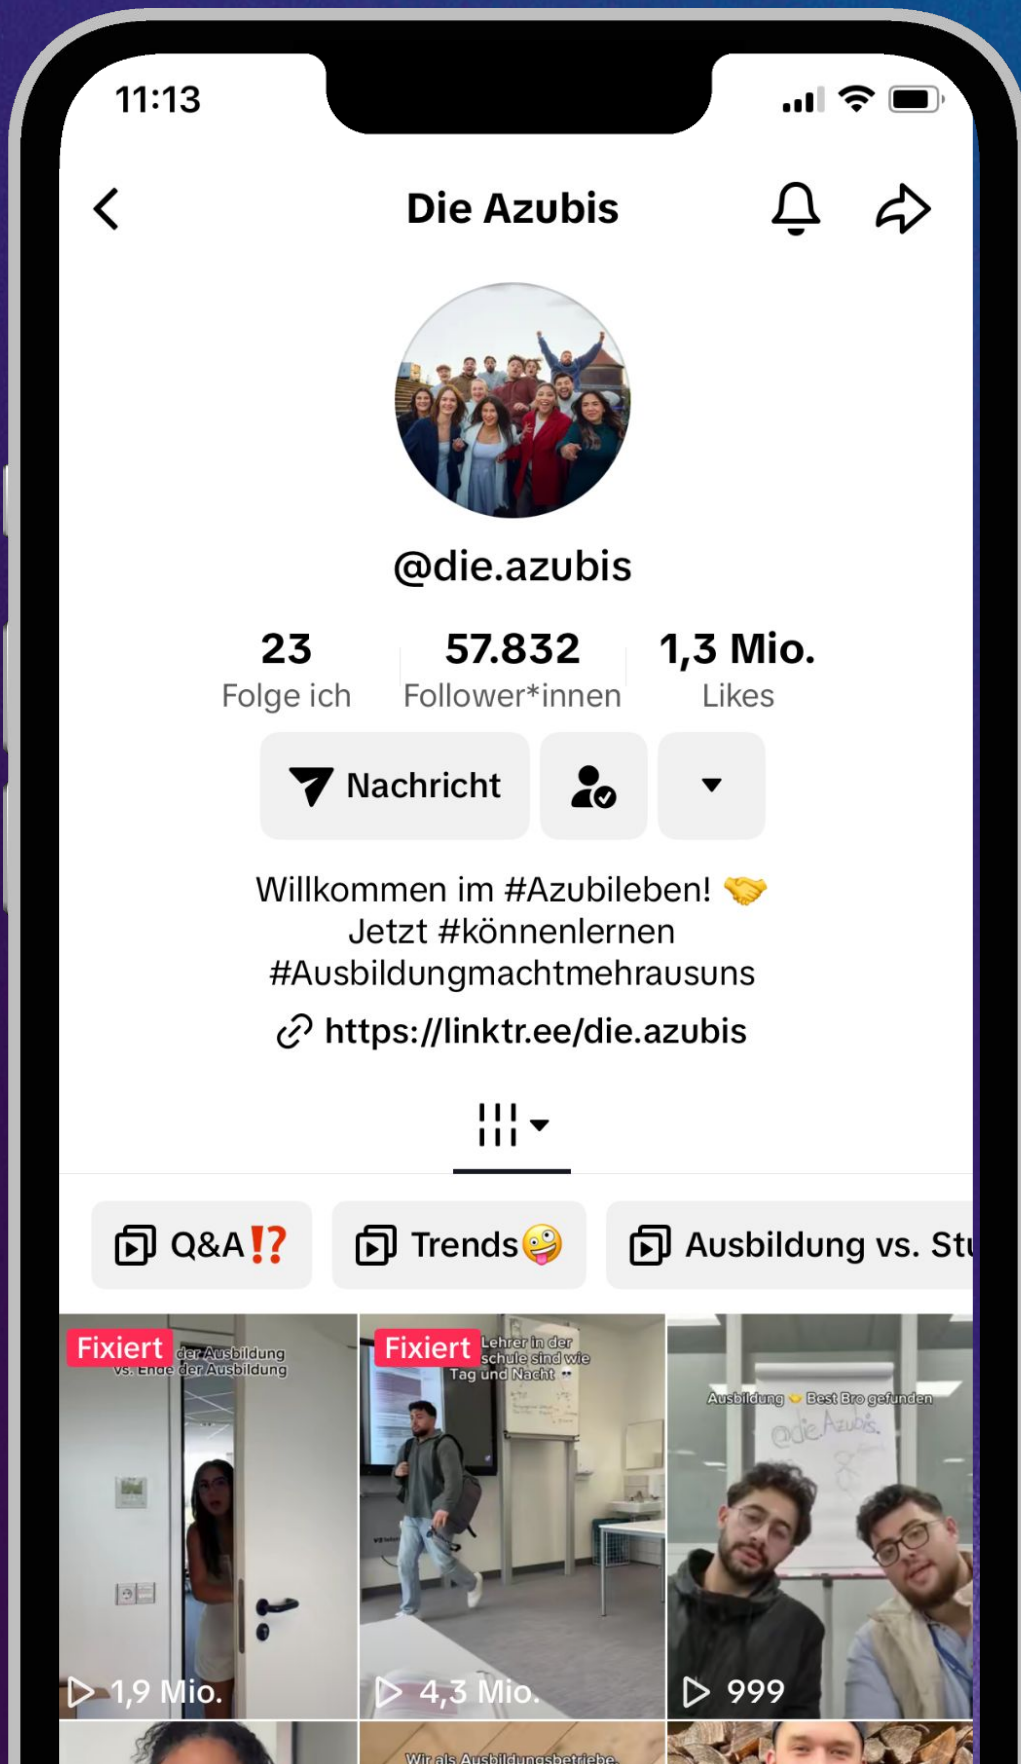 11:13
Die Azubis
@die.azubis
23
57.832
1,3 Mio.
Folge ich
Follower*innen
Likes
Nachricht
Willkommen im #Azubileben! 🤝
Jetzt #könnenlernen
#Ausbildungmachtmehrausuns
https://linktr.ee/die.azubis
Q&A⁉️
Trends🤪
Ausbildung vs. Stu
Fixiert
der Ausbildung
vs. Ende der Ausbildung
1,9 Mio.
Fixiert
Lehrer in der
schule sind wie
Tag und Nacht
4,3 Mio.
Ausbildung 🤝 Best Bro gefunden
@die.Azubis.
999
Wir als Ausbildungsbetriebe